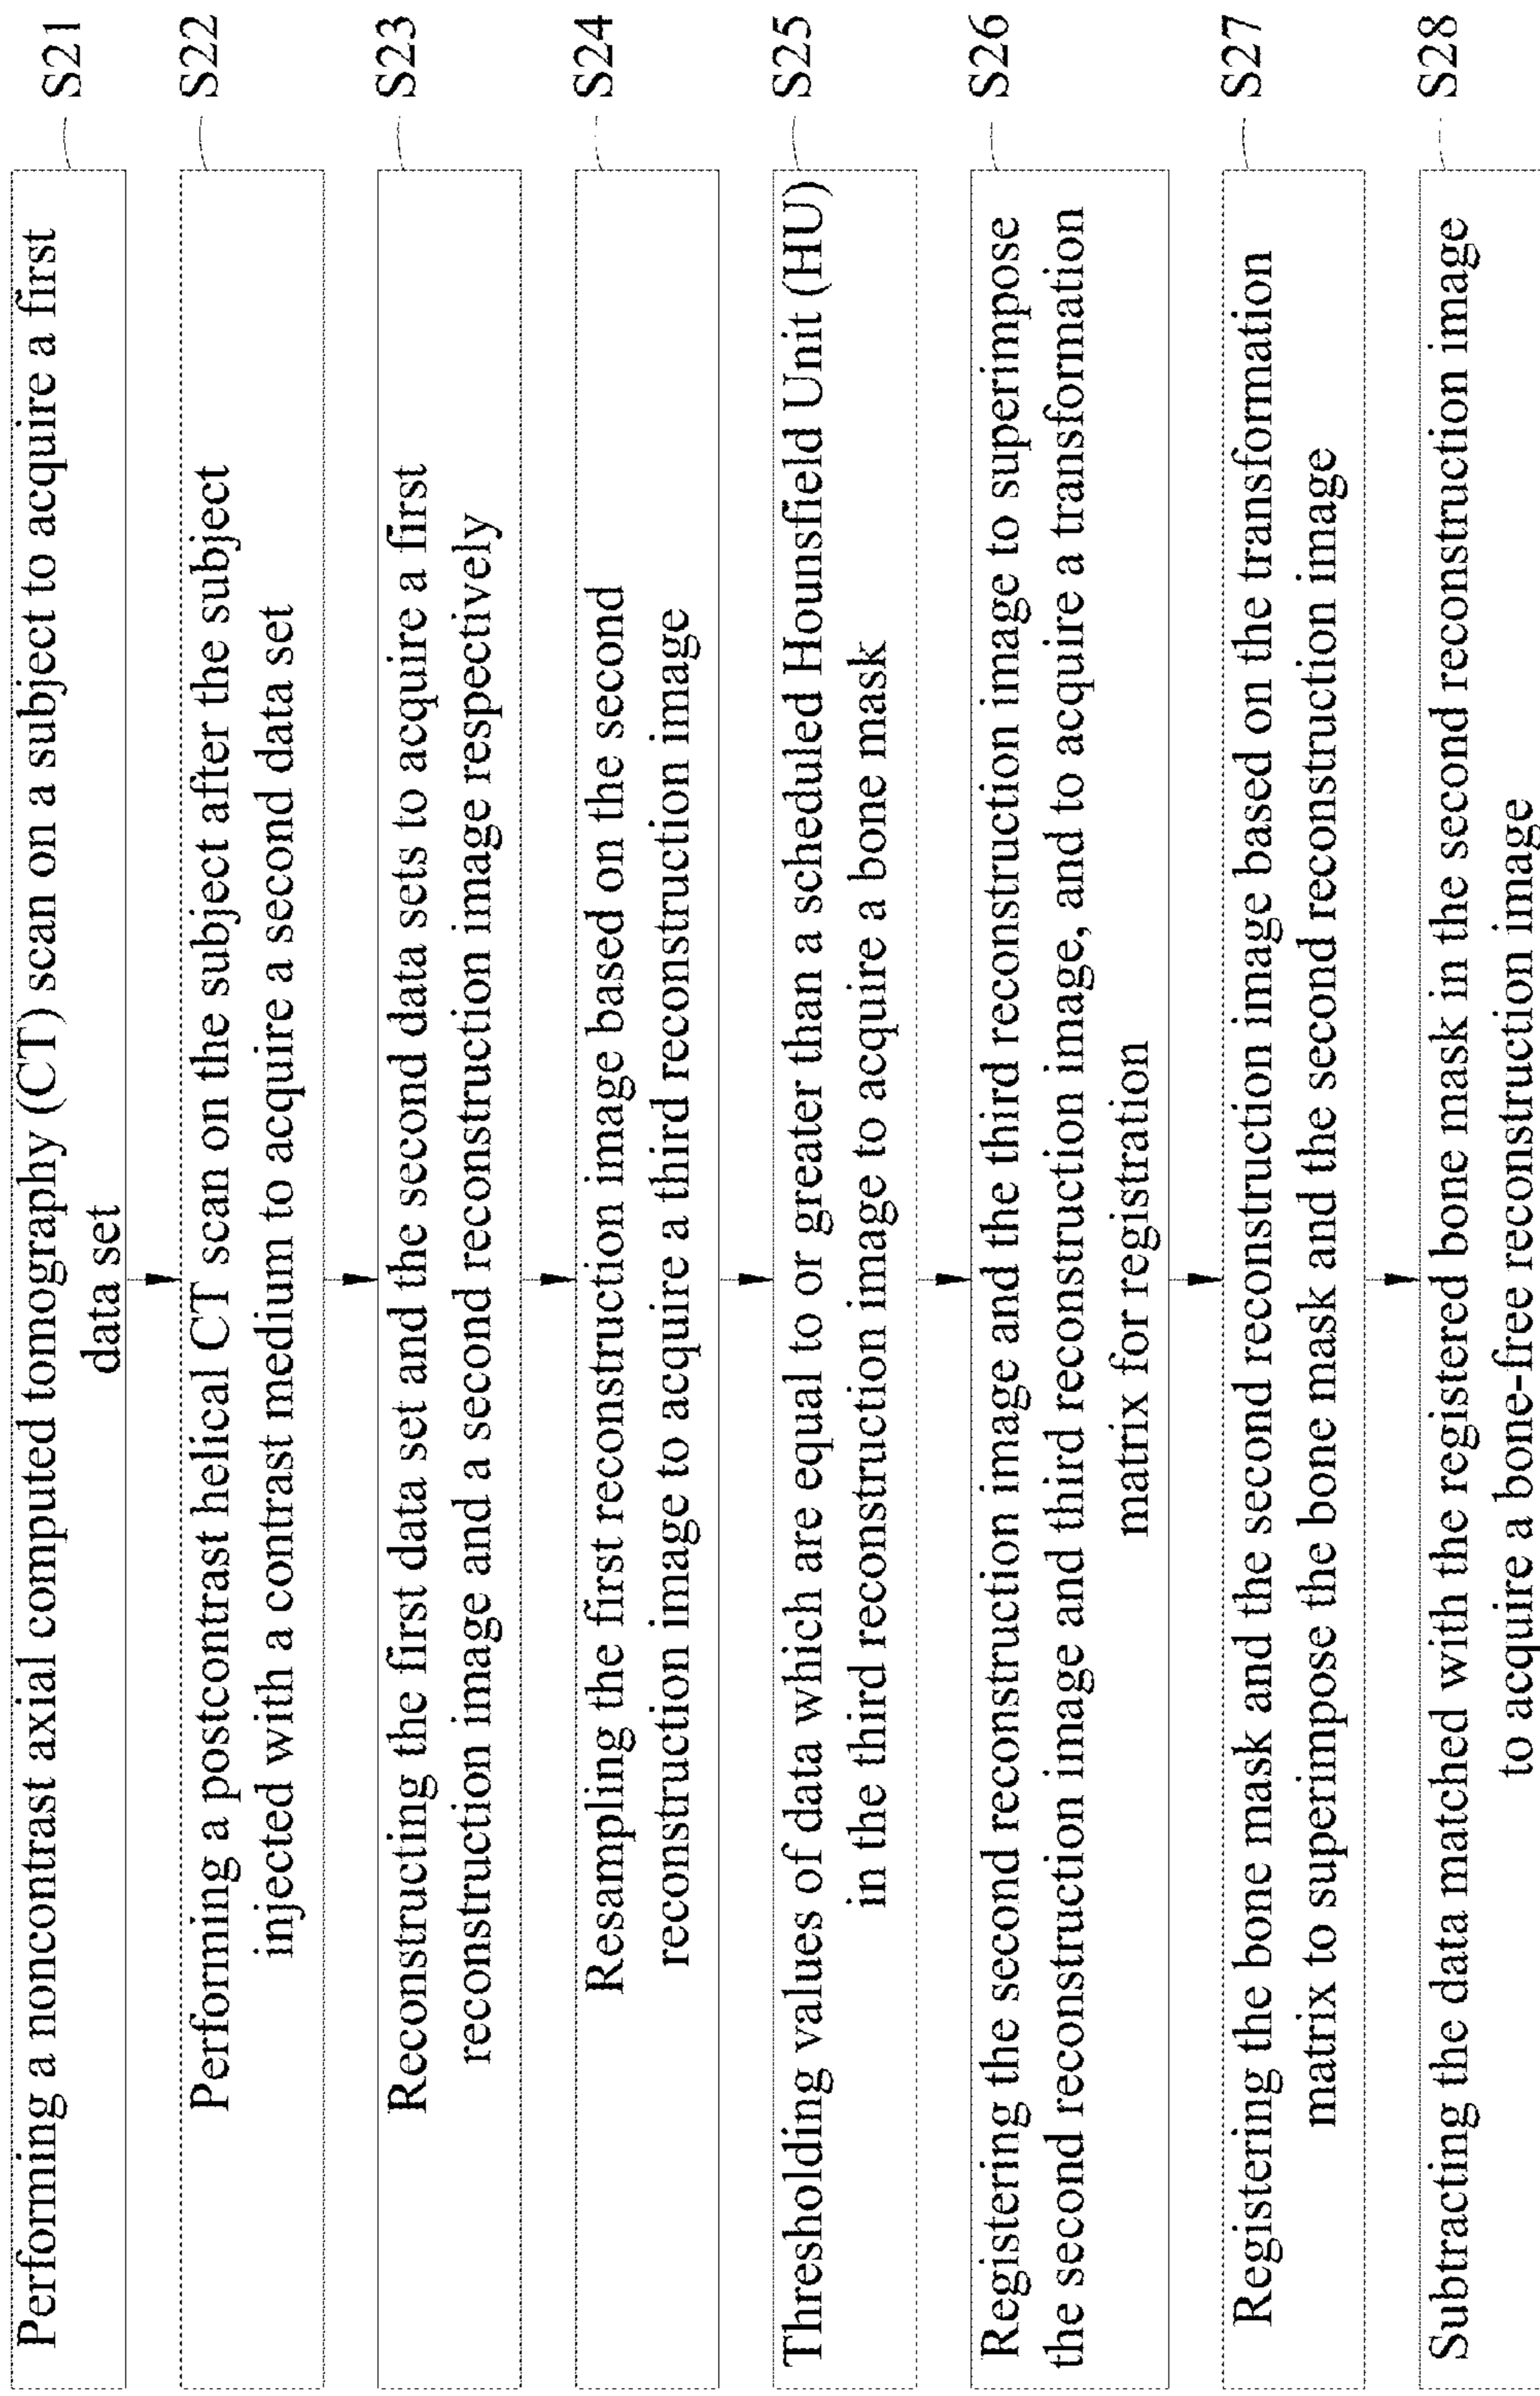 Performing a noncontrast axial computed tomography (CT) scan on a subject to acquire a first
data set
S21
Performing a postcontrast helical CT scan on the subject after the subject
injected with a contrast medium to acquire a second data set
S22
Reconstructing the first data set and the second data sets to acquire a first
reconstruction image and a second reconstruction image respectively
S23
Resampling the first reconstruction image based on the second
reconstruction image to acquire a third reconstruction image
S24
Thresholding values of data which are equal to or greater than a scheduled Hounsfield Unit (HU)
in the third reconstruction image to acquire a bone mask
S25
Registering the second reconstruction image and the third reconstruction image to superimpose
the second reconstruction image and third reconstruction image, and to acquire a transformation
matrix for registration
S26
Registering the bone mask and the second reconstruction image based on the transformation
matrix to superimpose the bone mask and the second reconstruction image
S27
Subtracting the data matched with the registered bone mask in the second reconstruction image
to acquire a bone-free reconstruction image
S28